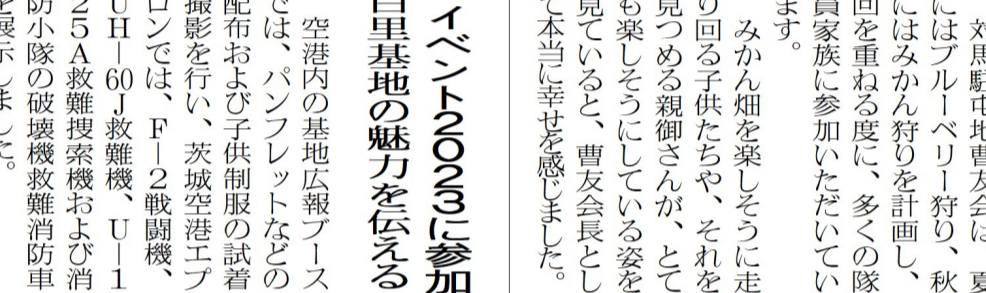 対馬駐屯地曹友会は、夏
にはブルーベリー狩り、秋
にはみかん狩りを計画し、
回を重ねる度に、多くの隊
員家族に参加いただいてい
ます。
みかん畑を楽しそうに走
り回る子供たちや、それを
見つめる親御さんが、とて
も楽しそうにしている姿を
見ていると、曹友会長とし
て本当に幸せを感じました。
イベント2023に参加
百里基地の魅力を伝える
空港内の基地広報ブース
では、パンフレットなどの
配布および子供制服の試着
撮影を行い、茨城空港エプ
ロンでは、F―2戦闘機、
UH―60J救難機、U―1
25A救難捜索機および消
防小隊の破壊機救難消防車
を展示しました。